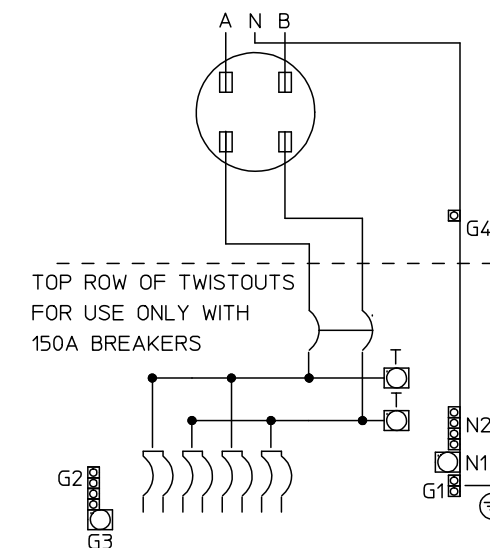 A N B
G4
TOP ROW OF TWISTOUTS
FOR USE ONLY WITH
150A BREAKERS
T
T
N2
N1
G2
G1
G3